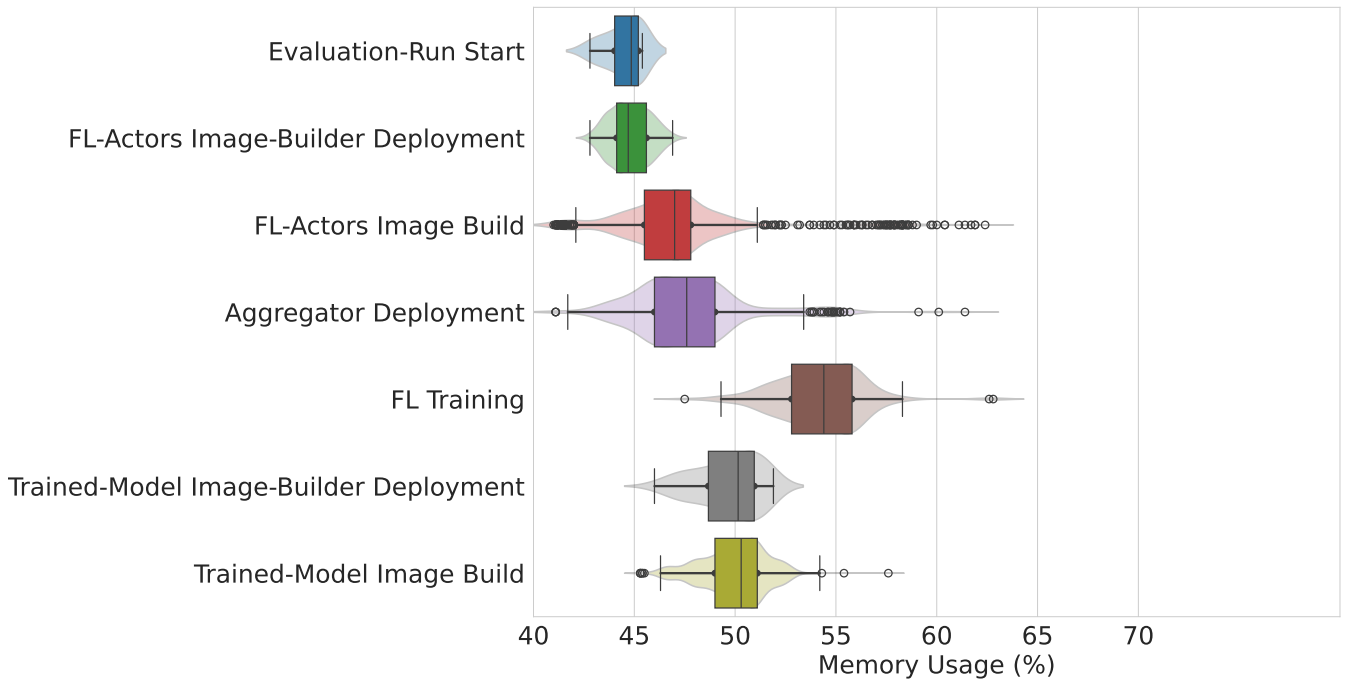 Evaluation-Run Start
FL-Actors Image-Builder Deployment
FL-Actors Image Build
Aggregator Deployment
FL Training
Trained-Model Image-Builder Deployment
Trained-Model Image Build
40 45 50 55 60 65 70
Memory Usage (%)